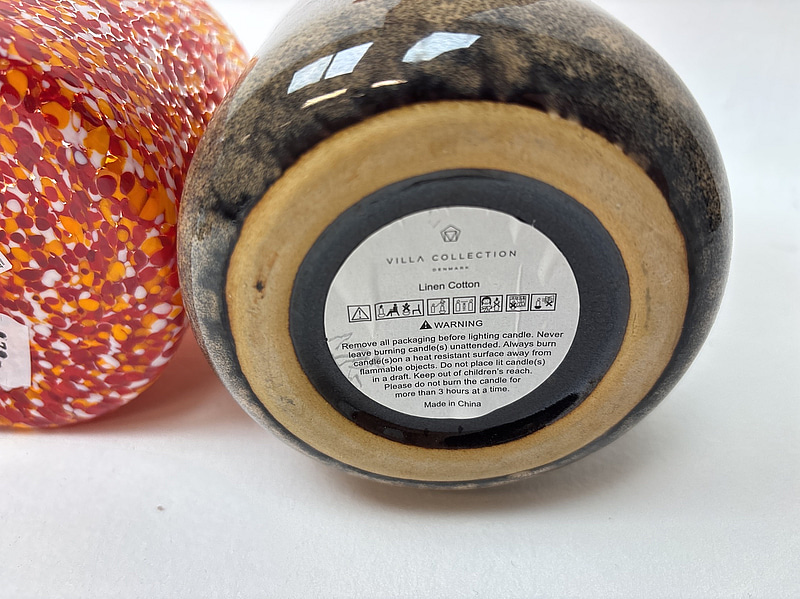 VILLA COLLECTION
DENMARK
Linen Cotton
WARNING
Remove all packaging before lighting candle. Never
leave burning candle(s) unattended. Always burn
candle(s)on a heat resistant surface away from
flammable objects. Do not place lit candle(s)
in a draft. Keep out of children's reach.
Please do not burn the candle for
more than 3 hours at a time.
Made in China